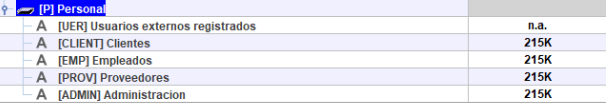 [P] Personal
A [UER] Usuarios externos registrados n.a.
A [CLIENT] Clientes 215K
A [EMP] Empleados 215K
A [PROV] Proveedores 215K
A [ADMIN] Administracion 215K